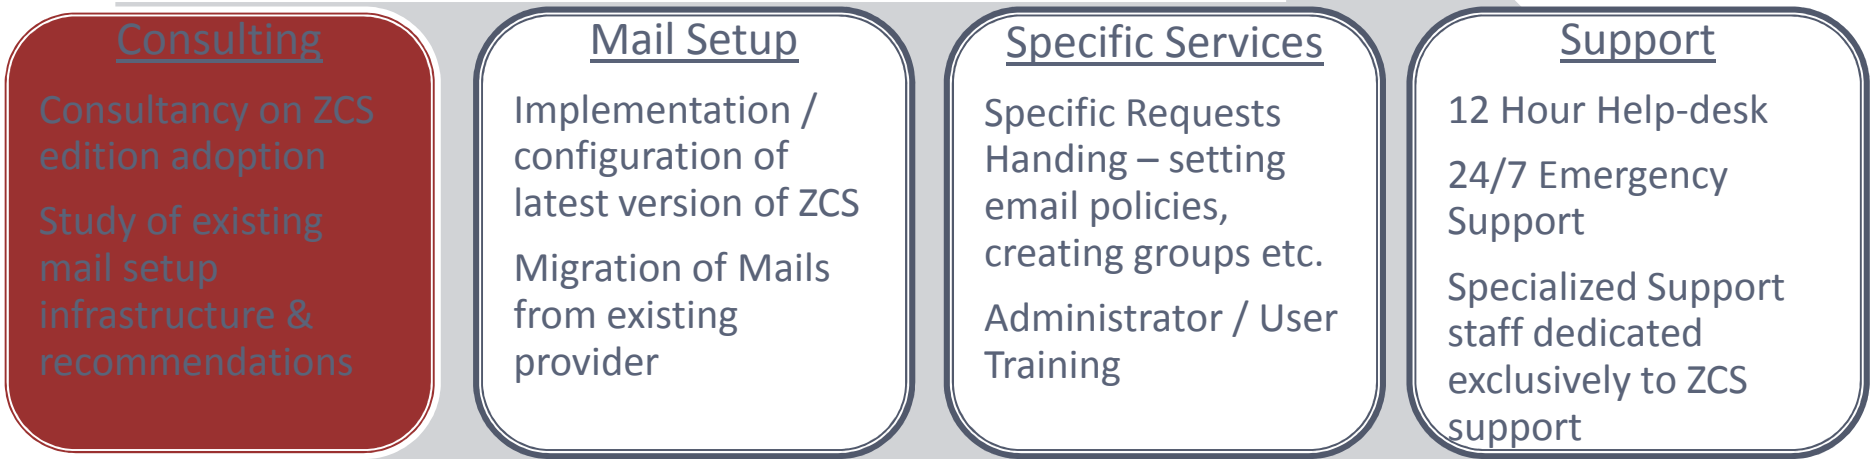 Consulting
Consultancy on ZCS
edition adoption
Study of existing
mail setup
infrastructure &
recommendations
Mail Setup
Implementation /
configuration of
latest version of ZCS
Migration of Mails
from existing
provider
Specific Services
Specific Requests
Handing – setting
email policies,
creating groups etc.
Administrator / User
Training
Support
12 Hour Help-desk
24/7 Emergency
Support
Specialized Support
staff dedicated
exclusively to ZCS
support